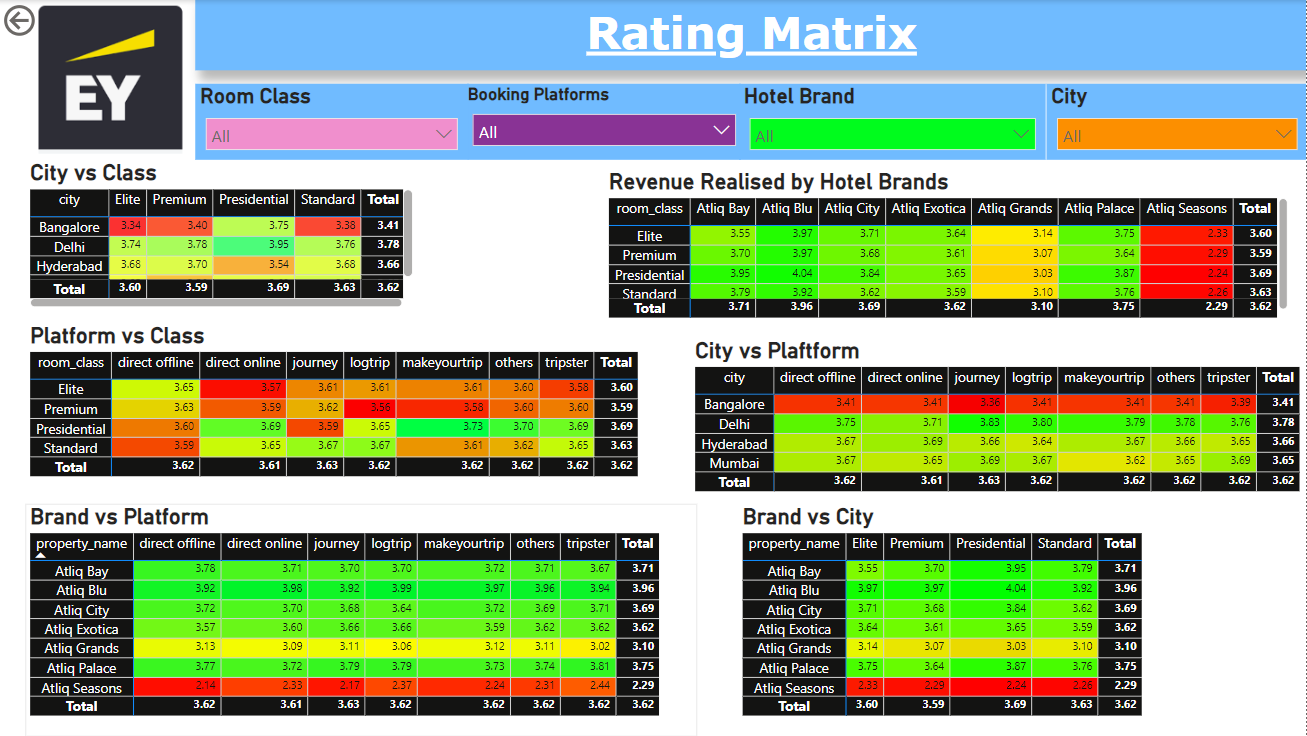 EY
Rating Matrix
Room Class
All
Booking Platforms
All
Hotel Brand
All
City
All
City vs Class
city Elite Premium Presidential Standard Total
Bangalore 3.34 3.40 3.75 3.38 3.41
Delhi 3.74 3.78 3.95 3.76 3.78
Hyderabad 3.68 3.70 3.54 3.68 3.66
Total 3.60 3.59 3.69 3.63 3.62
Revenue Realised by Hotel Brands
room_class Atliq Bay Atliq Blu Atliq City Atliq Exotica Atliq Grands Atliq Palace Atliq Seasons Total
Elite 3.55 3.97 3.71 3.64 3.14 3.75 2.33 3.60
Premium 3.70 3.97 3.68 3.61 3.07 3.64 2.29 3.59
Presidential 3.95 4.04 3.84 3.65 3.03 3.87 2.24 3.69
Standard 3.79 3.92 3.62 3.59 3.10 3.76 2.26 3.63
Total 3.71 3.96 3.69 3.62 3.10 3.75 2.29 3.62
Platform vs Class
room_class direct offline direct online journey logtrip makeyourtrip others tripster Total
Elite 3.65 3.57 3.61 3.61 3.61 3.60 3.58 3.60
Premium 3.63 3.59 3.62 3.56 3.58 3.60 3.60 3.59
Presidential 3.60 3.69 3.59 3.65 3.73 3.70 3.69 3.69
Standard 3.59 3.65 3.67 3.67 3.61 3.62 3.65 3.63
Total 3.62 3.61 3.63 3.62 3.62 3.62 3.62 3.62
City vs Plaftform
city direct offline direct online journey logtrip makeyourtrip others tripster Total
Bangalore 3.41 3.41 3.36 3.41 3.41 3.41 3.39 3.41
Delhi 3.75 3.71 3.83 3.80 3.79 3.78 3.76 3.78
Hyderabad 3.67 3.69 3.66 3.64 3.67 3.66 3.65 3.66
Mumbai 3.67 3.65 3.69 3.67 3.62 3.65 3.69 3.65
Total 3.62 3.61 3.63 3.62 3.62 3.62 3.62 3.62
Brand vs Platform
property_name direct offline direct online journey logtrip makeyourtrip others tripster Total
Atliq Bay 3.78 3.71 3.70 3.70 3.72 3.71 3.67 3.71
Atliq Blu 3.92 3.98 3.92 3.99 3.97 3.96 3.94 3.96
Atliq City 3.72 3.70 3.68 3.64 3.72 3.69 3.71 3.69
Atliq Exotica 3.57 3.60 3.66 3.66 3.59 3.62 3.62 3.62
Atliq Grands 3.13 3.09 3.11 3.06 3.12 3.11 3.02 3.10
Atliq Palace 3.77 3.72 3.79 3.79 3.73 3.74 3.81 3.75
Atliq Seasons 2.14 2.33 2.17 2.37 2.24 2.31 2.44 2.29
Total 3.62 3.61 3.63 3.62 3.62 3.62 3.62 3.62
Brand vs City
property_name Elite Premium Presidential Standard Total
Atliq Bay 3.55 3.70 3.95 3.79 3.71
Atliq Blu 3.97 3.97 4.04 3.92 3.96
Atliq City 3.71 3.68 3.84 3.62 3.69
Atliq Exotica 3.64 3.61 3.65 3.59 3.62
Atliq Grands 3.14 3.07 3.03 3.10 3.10
Atliq Palace 3.75 3.64 3.87 3.76 3.75
Atliq Seasons 2.33 2.29 2.24 2.26 2.29
Total 3.60 3.59 3.69 3.63 3.62